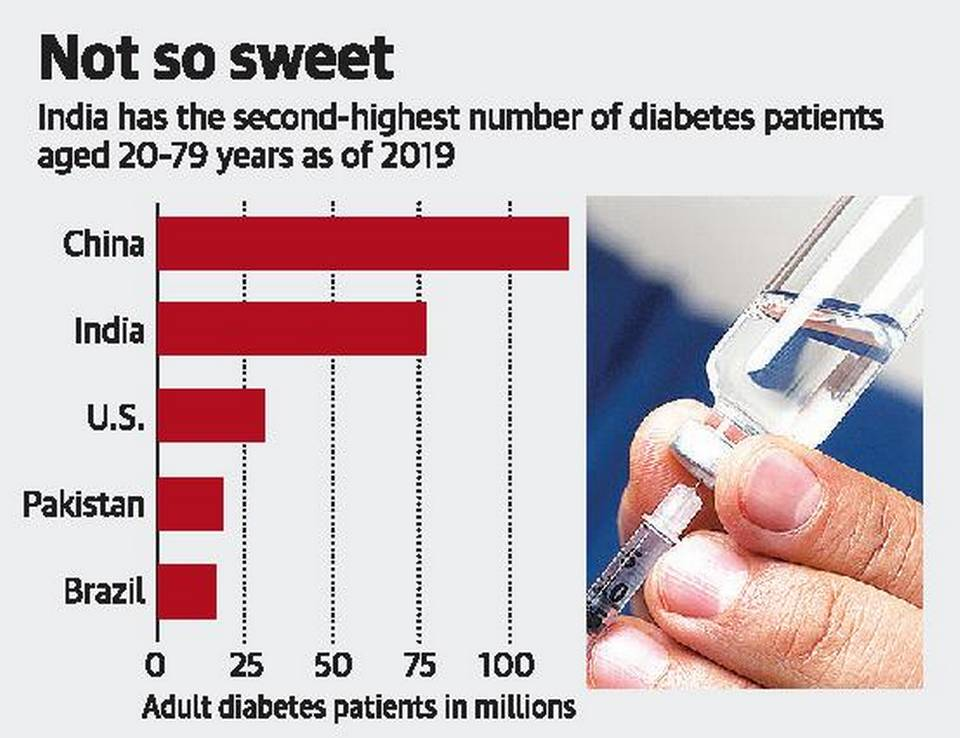 Not so sweet
India has the second-highest number of diabetes patients
aged 20-79 years as of 2019
China
India
U.S.
Pakistan
Brazil
0 25 50 75 100
Adult diabetes patients in millions